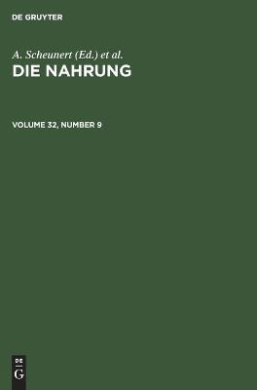 DE GRUYTER
A. Scheunert (Ed.) et al.
DIE NAHRUNG
VOLUME 32, NUMBER 9
DE
G